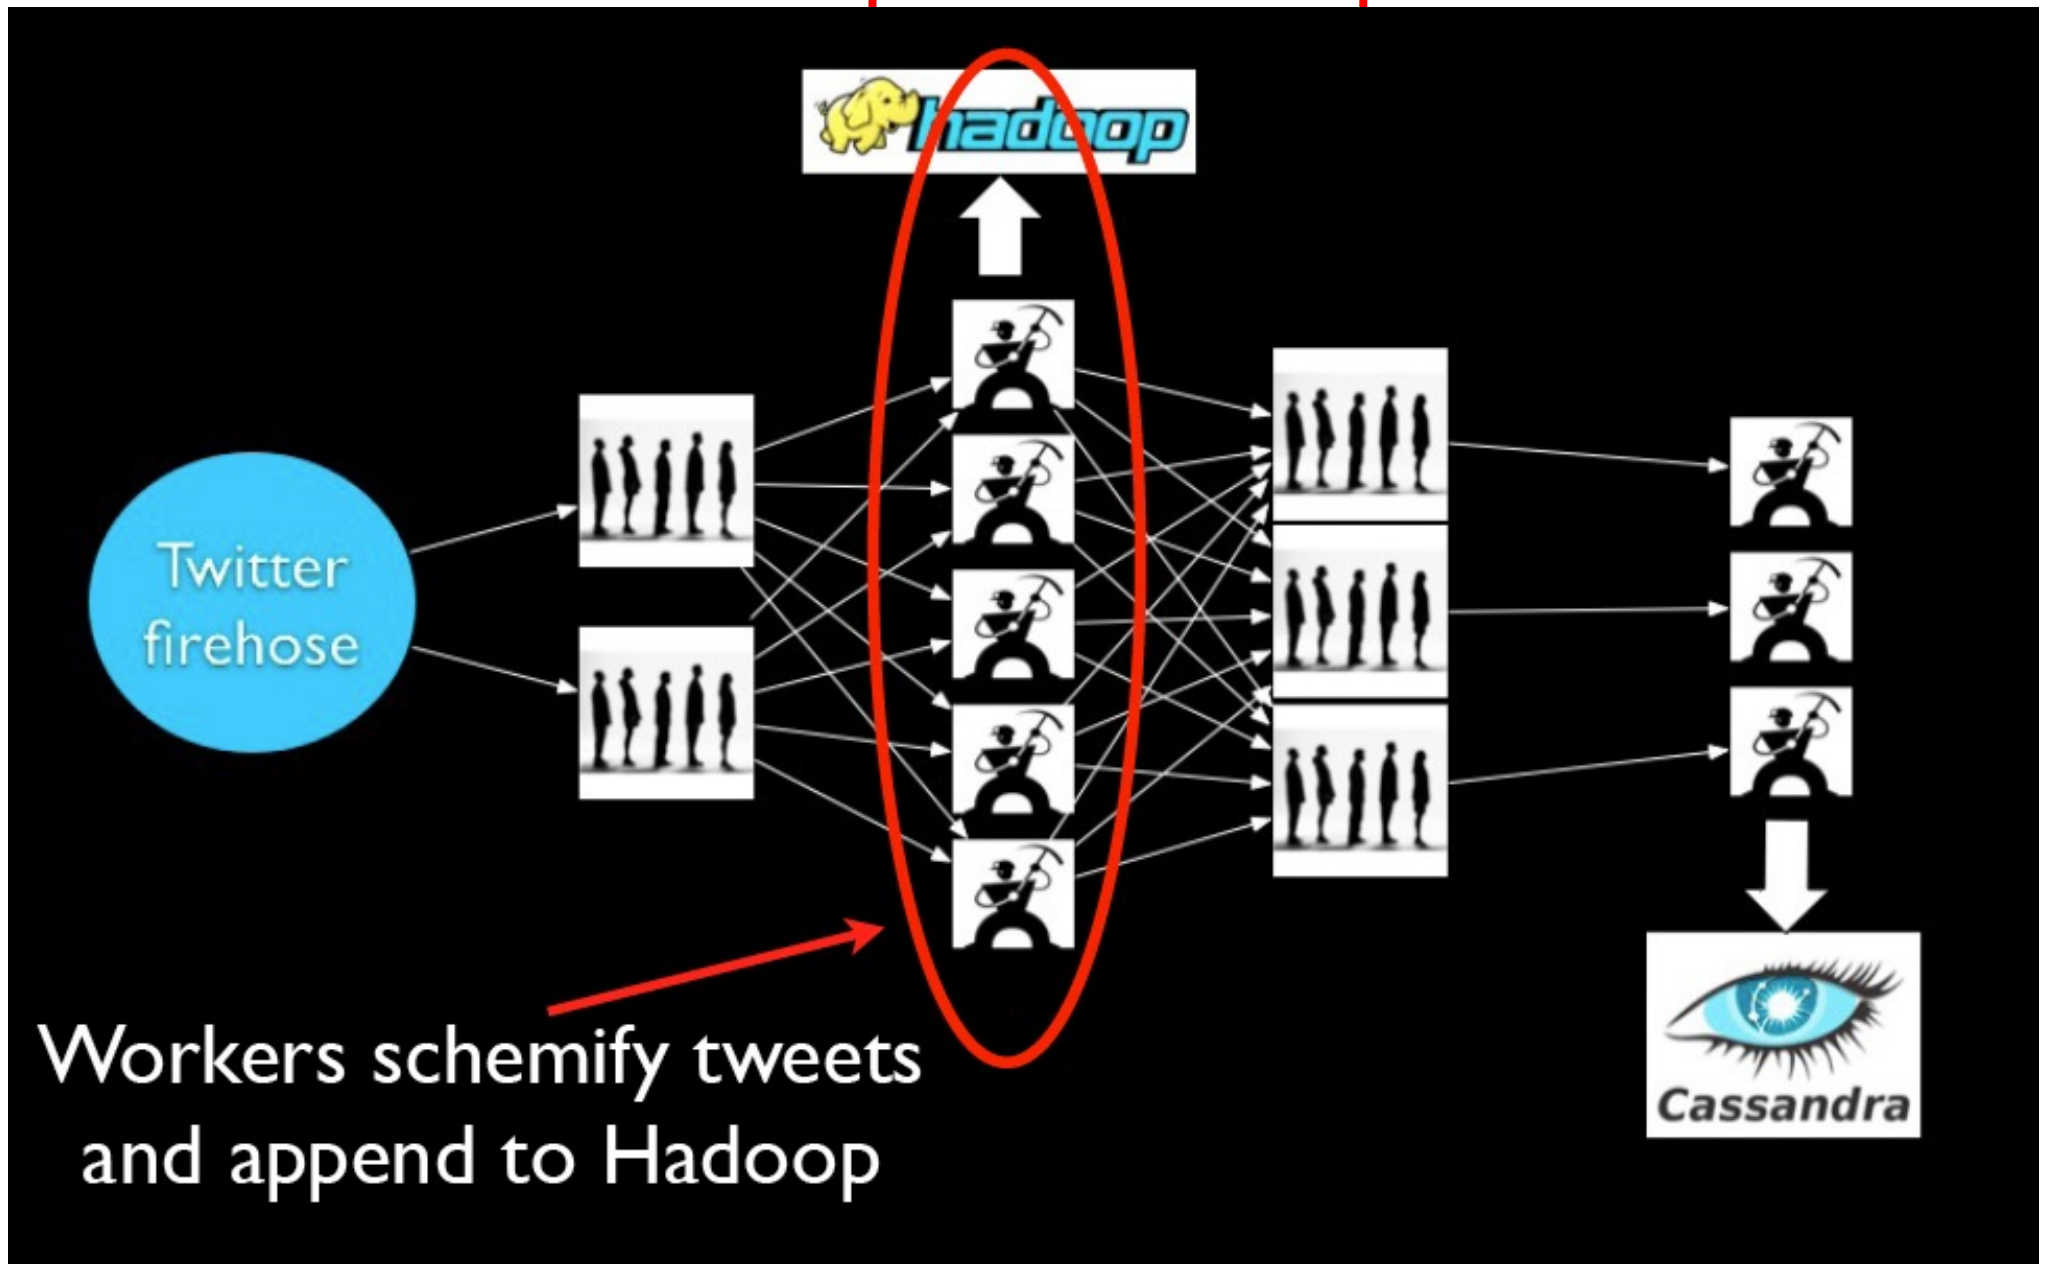 hadoop
Twitter
firehose
Workers schemify tweets
and append to Hadoop
Cassandra